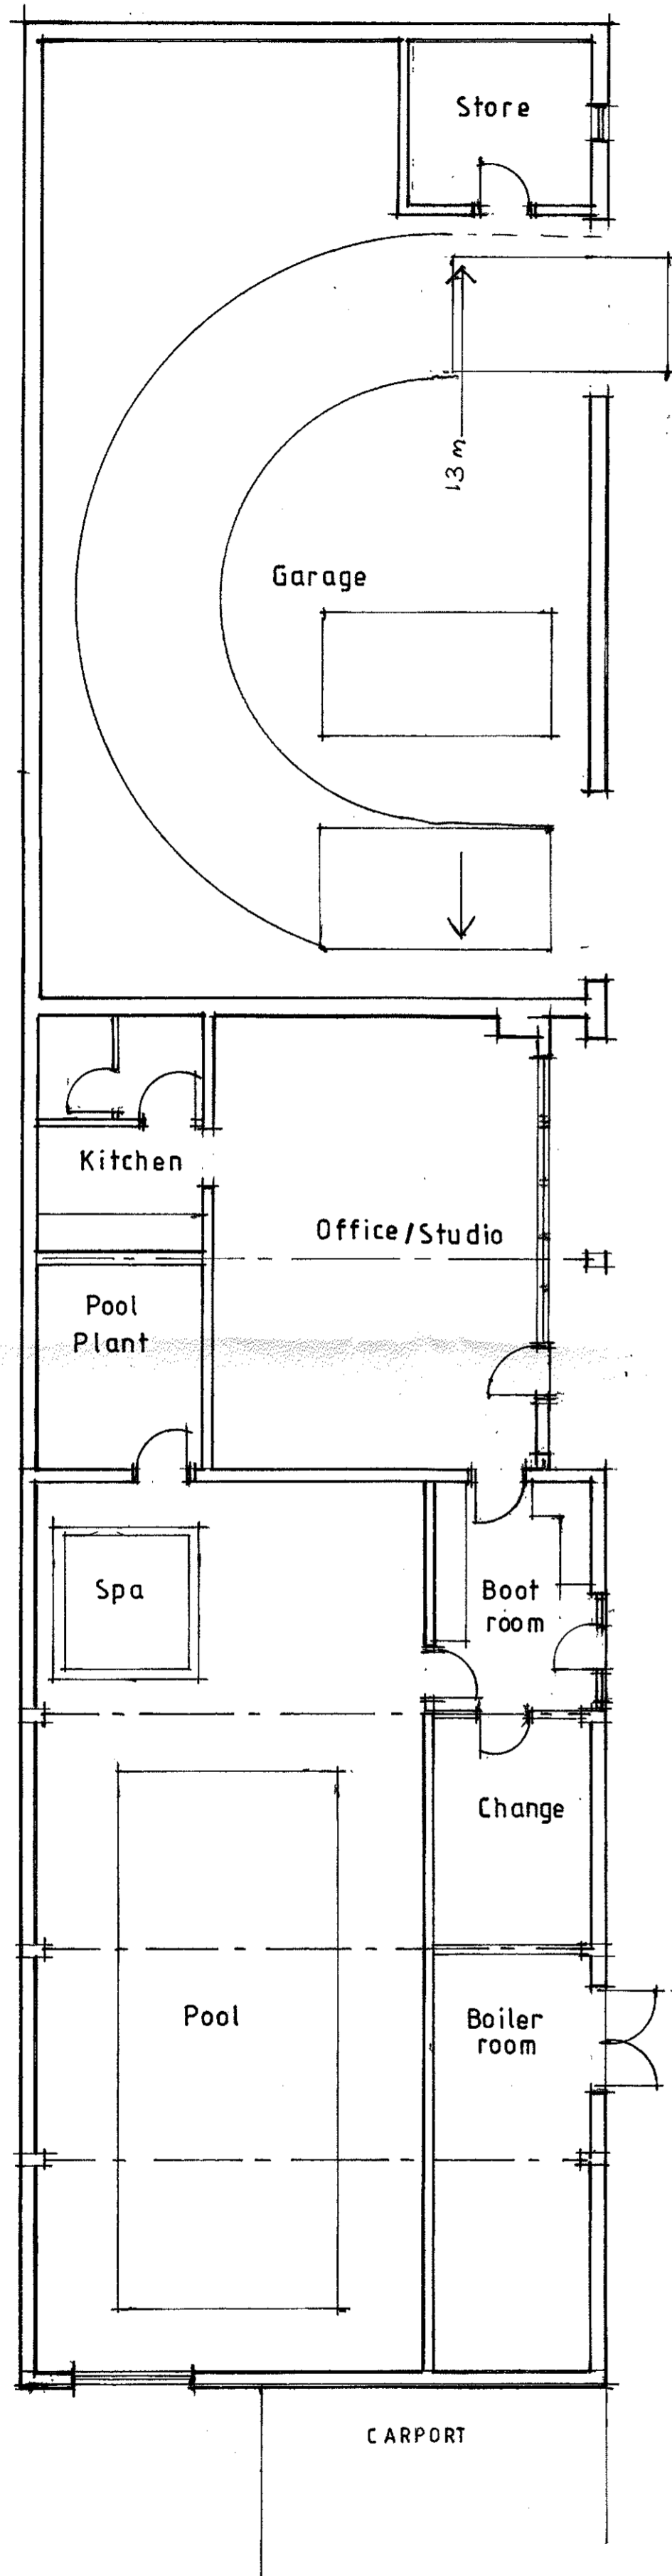 Store
13 m
Garage
Kitchen
Office/Studio
Pool
Plant
Spa
Boot
room
Change
Pool
Boiler
room
CARPORT